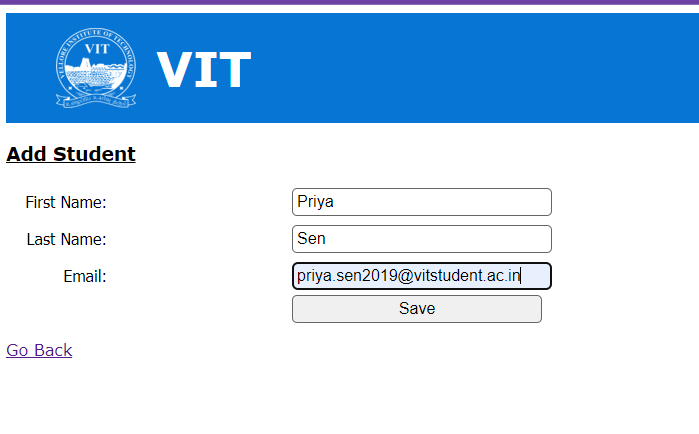 VELLORE INSTITUTE OF TECHNOLOGY
VIT
VIT
Add Student
First Name: Priya
Last Name: Sen
Email: priya.sen2019@vitstudent.ac.in
Save
Go Back